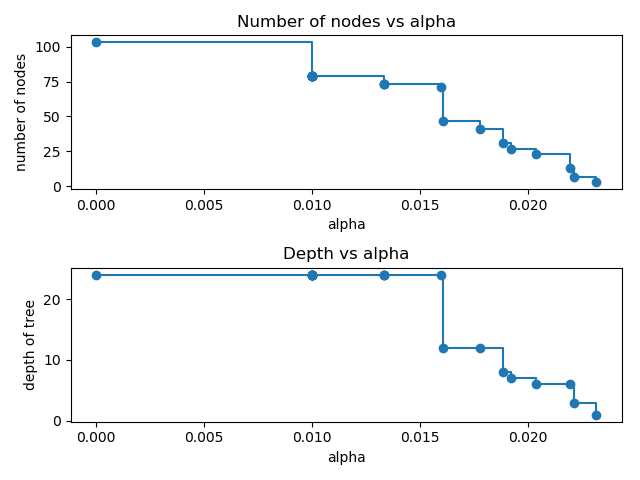 Number of nodes vs alpha
number of nodes
100
75
50
25
0
0.000 0.005 0.010 0.015 0.020
alpha
Depth vs alpha
depth of tree
20
10
0
0.000 0.005 0.010 0.015 0.020
alpha